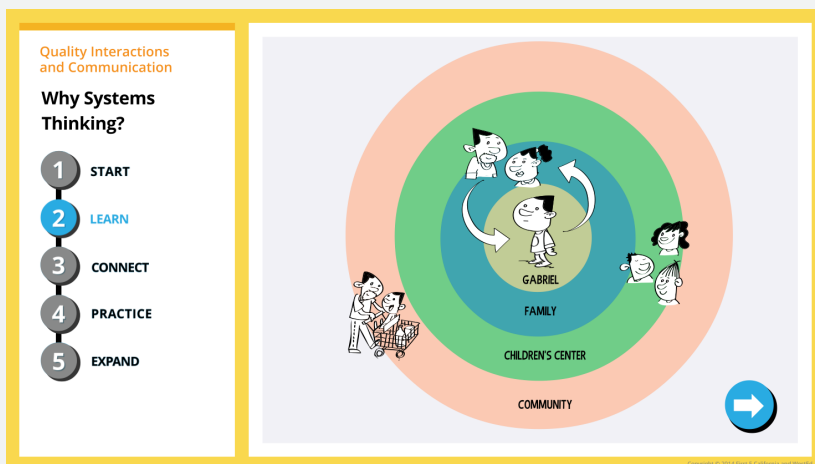 Quality Interactions
and Communication
Why Systems
Thinking?
1 START
2 LEARN
3 CONNECT
4 PRACTICE
5 EXPAND
GABRIEL
FAMILY
CHILDREN'S CENTER
COMMUNITY